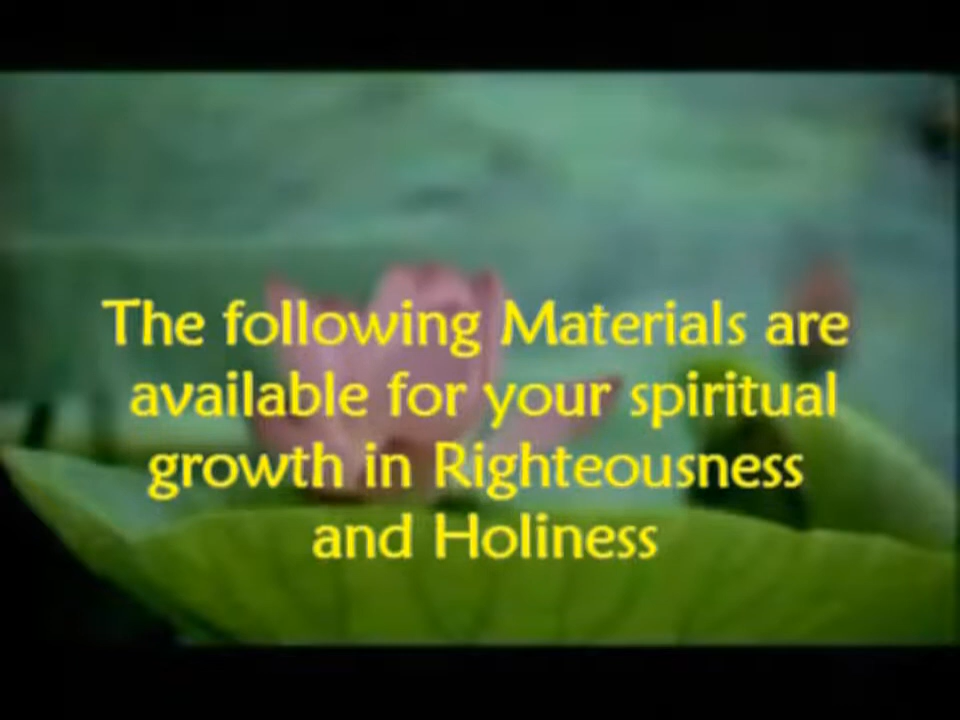 The following Materials are
available for your spiritual
growth in Righteousness
and Holiness